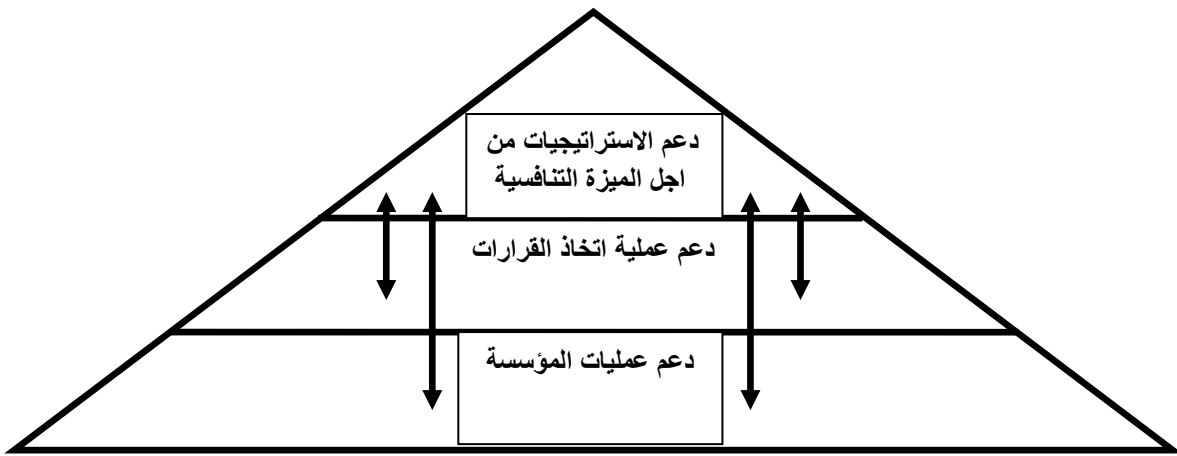 دعم الاستراتيجيات من
اجل الميزة التنافسية
دعم عملية اتخاذ القرارات
دعم عمليات المؤسسة